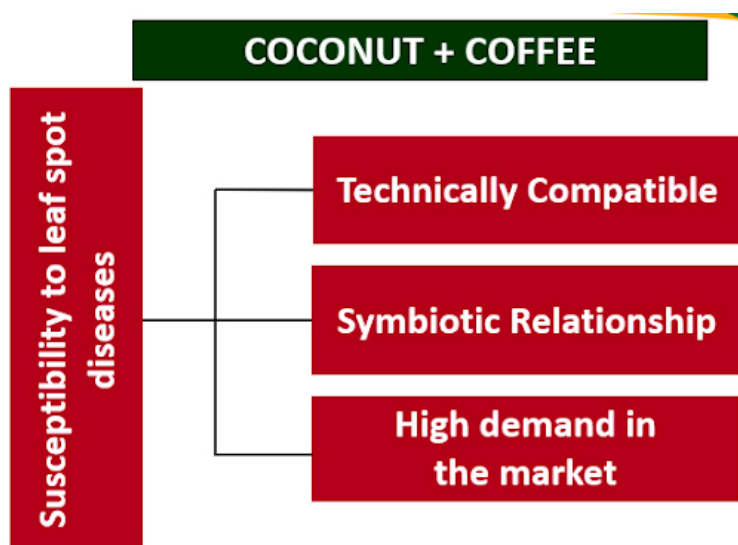 COCONUT + COFFEE
Susceptibility to leaf spot
diseases
Technically Compatible
Symbiotic Relationship
High demand in
the market